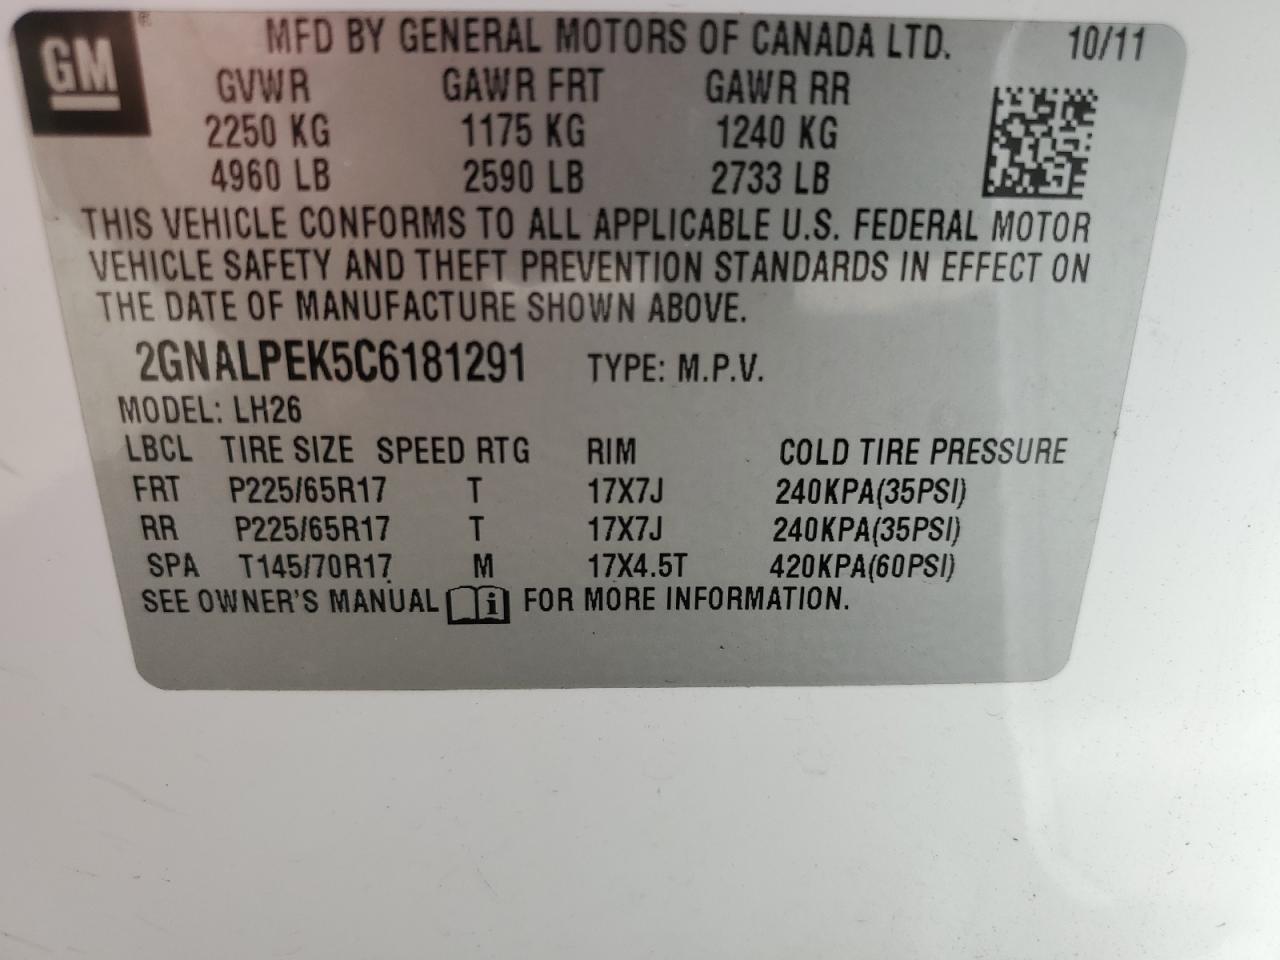 GM ®
MFD BY GENERAL MOTORS OF CANADA LTD. 10/11
GVWR GAWR FRT GAWR RR
2250 KG 1175 KG 1240 KG
4960 LB 2590 LB 2733 LB
THIS VEHICLE CONFORMS TO ALL APPLICABLE U.S. FEDERAL MOTOR
VEHICLE SAFETY AND THEFT PREVENTION STANDARDS IN EFFECT ON
THE DATE OF MANUFACTURE SHOWN ABOVE.
2GNALPEK5C6181291 TYPE: M.P.V.
MODEL: LH26
LBCL TIRE SIZE SPEED RTG RIM COLD TIRE PRESSURE
FRT P225/65R17 T 17X7J 240KPA(35PSI)
RR P225/65R17 T 17X7J 240KPA(35PSI)
SPA T145/70R17 M 17X4.5T 420KPA(60PSI)
SEE OWNER'S MANUAL i FOR MORE INFORMATION.